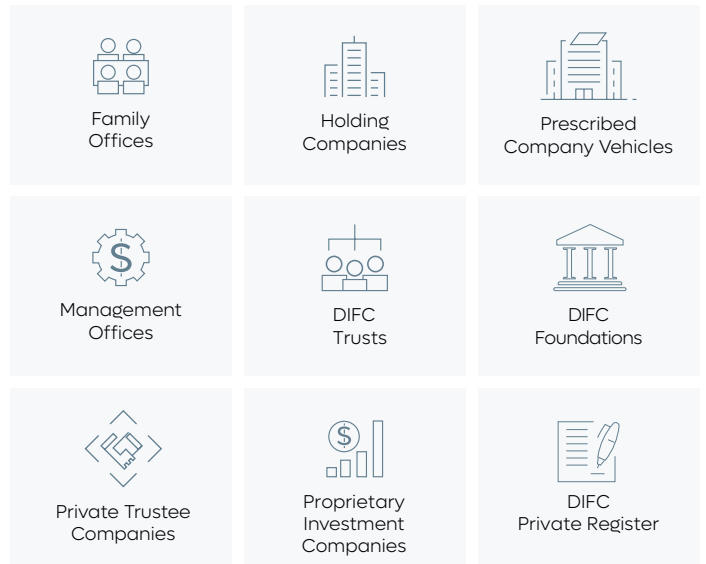 Family
Offices
Holding
Companies
Prescribed
Company Vehicles
Management
Offices
DIFC
Trusts
DIFC
Foundations
Private Trustee
Companies
Proprietary
Investment
Companies
DIFC
Private Register